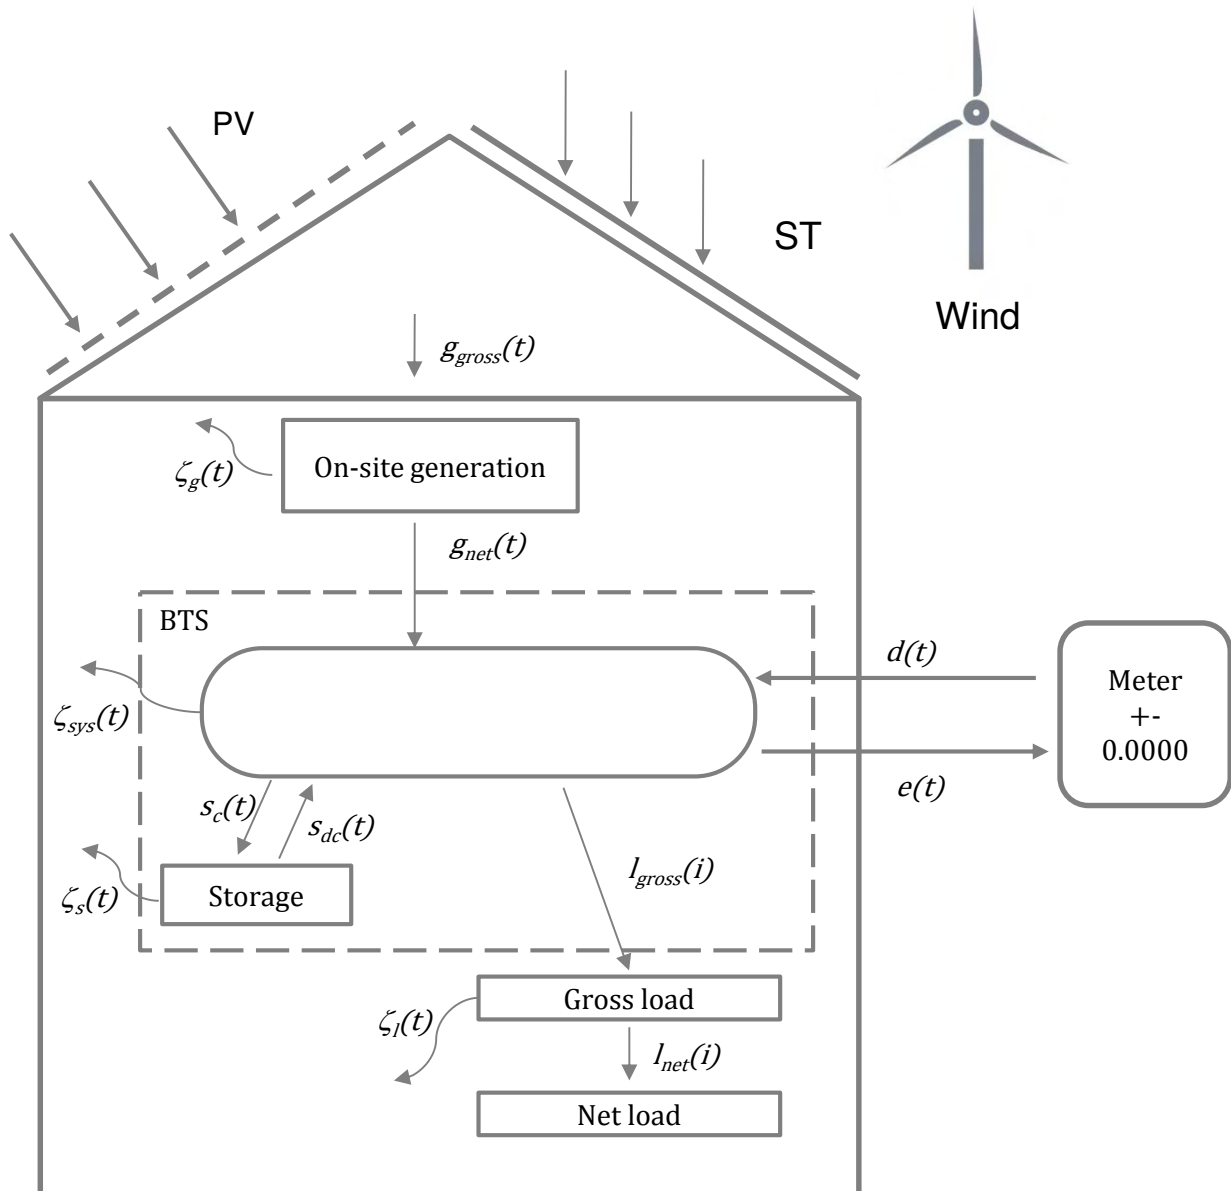 PV
ST
Wind
g_gross(t)
ζ_g(t)
On-site generation
g_net(t)
BTS
d(t)
Meter
+-
0.0000
ζ_sys(t)
e(t)
s_c(t)
s_dc(t)
l_gross(i)
ζ_s(t)
Storage
Gross load
ζ_l(t)
l_net(i)
Net load